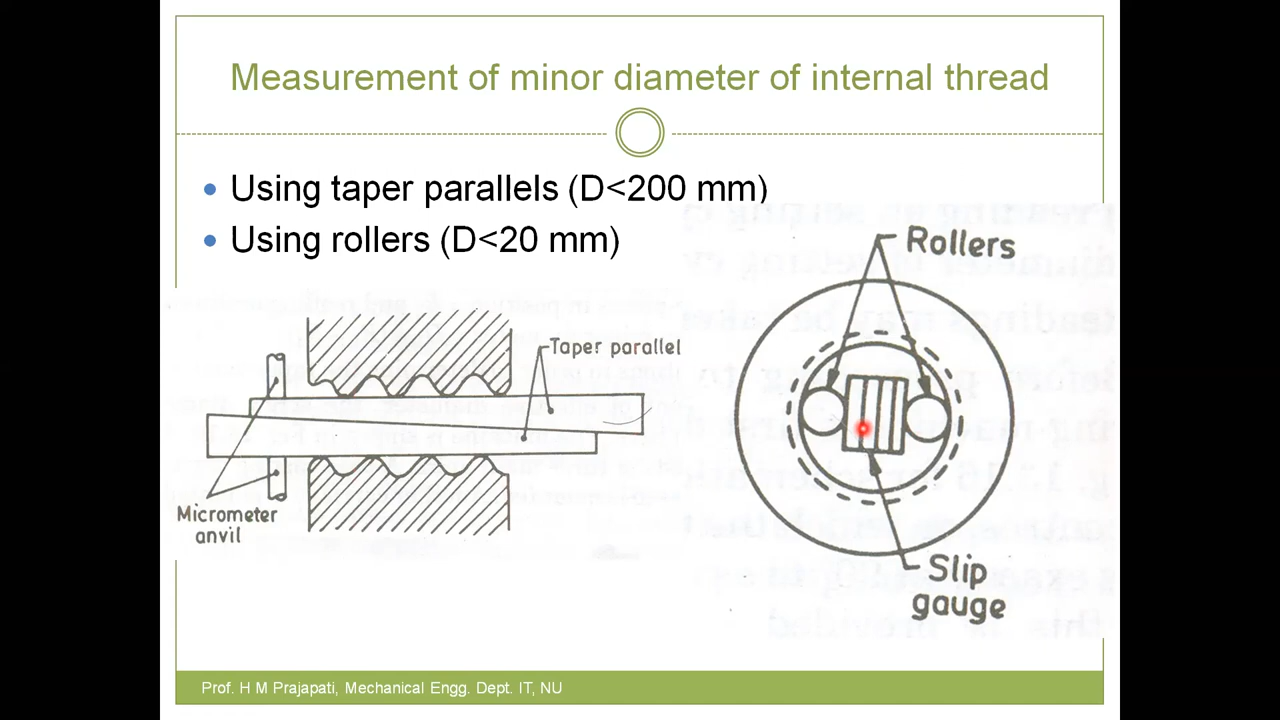 Measurement of minor diameter of internal thread
Using taper parallels (D<200 mm)
Using rollers (D<20 mm)
Rollers
Taper parallel
Micrometer
anvil
Slip
gauge
Prof. H M Prajapati, Mechanical Engg. Dept. IT, NU